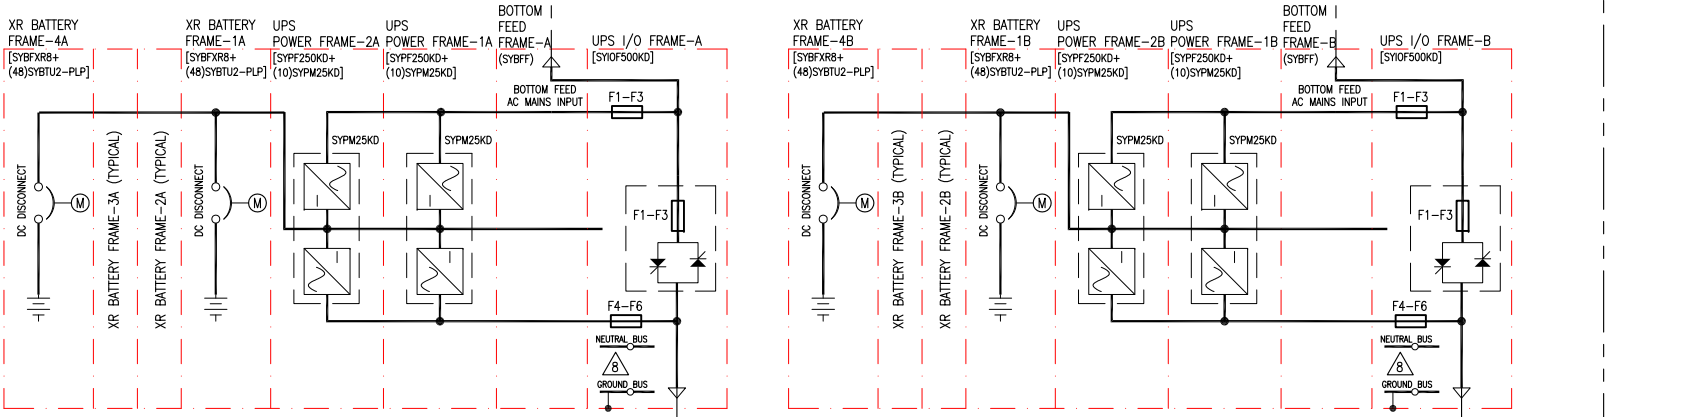 XR BATTERY
FRAME-4A
[SYBFXR8+
(48)SYBTU2-PLP]
XR BATTERY
FRAME-1A
[SYBFXR8+
(48)SYBTU2-PLP]
UPS
POWER FRAME-2A
[SYPF250KD+
(10)SYPM25KD]
UPS
POWER FRAME-1A
[SYPF250KD+
(10)SYPM25KD]
BOTTOM
FEED
FRAME-A
(SYBFF)
UPS I/O FRAME-A
[SYIOF500KD]
BOTTOM FEED
AC MAINS INPUT
F1-F3
SYPM25KD
SYPM25KD
DC DISCONNECT
M
XR BATTERY FRAME-3A (TYPICAL)
XR BATTERY FRAME-2A (TYPICAL)
DC DISCONNECT
M
F1-F3
F4-F6
NEUTRAL BUS
8
GROUND BUS
XR BATTERY
FRAME-4B
[SYBFXR8+
(48)SYBTU2-PLP]
XR BATTERY
FRAME-1B
[SYBFXR8+
(48)SYBTU2-PLP]
UPS
POWER FRAME-2B
[SYPF250KD+
(10)SYPM25KD]
UPS
POWER FRAME-1B
[SYPF250KD+
(10)SYPM25KD]
BOTTOM
FEED
FRAME-B
(SYBFF)
UPS I/O FRAME-B
[SYIOF500KD]
BOTTOM FEED
AC MAINS INPUT
F1-F3
SYPM25KD
SYPM25KD
DC DISCONNECT
M
XR BATTERY FRAME-3B (TYPICAL)
XR BATTERY FRAME-2B (TYPICAL)
DC DISCONNECT
M
F1-F3
F4-F6
NEUTRAL BUS
8
GROUND BUS